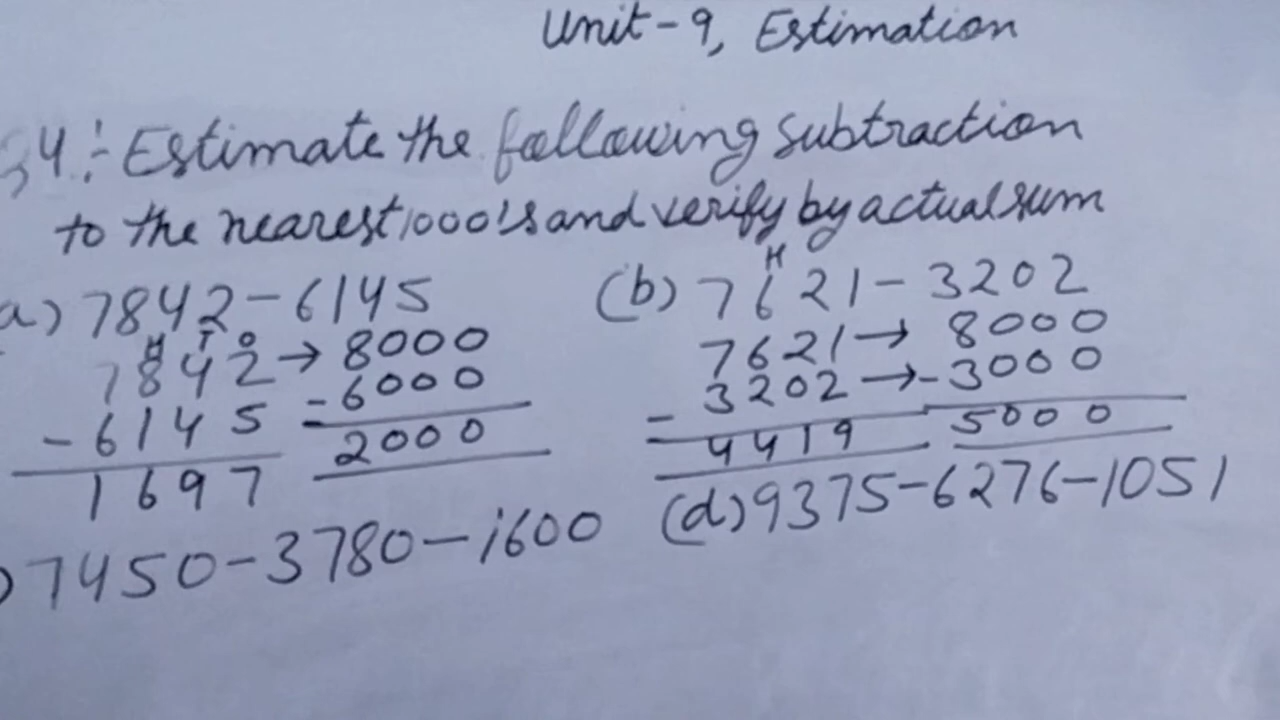 Unit-9, Estimation
4:- Estimate the following subtraction
to the nearest 1000's and verify by actual sum
a) 7842-6145
(b) 7621-3202
H
H T O
7842 → 8000
-6145 -6000
1697 2000
7621 → 8000
-3202 → -3000
4419 5000
) 7450-3780-1600
(d) 9375-6276-1051